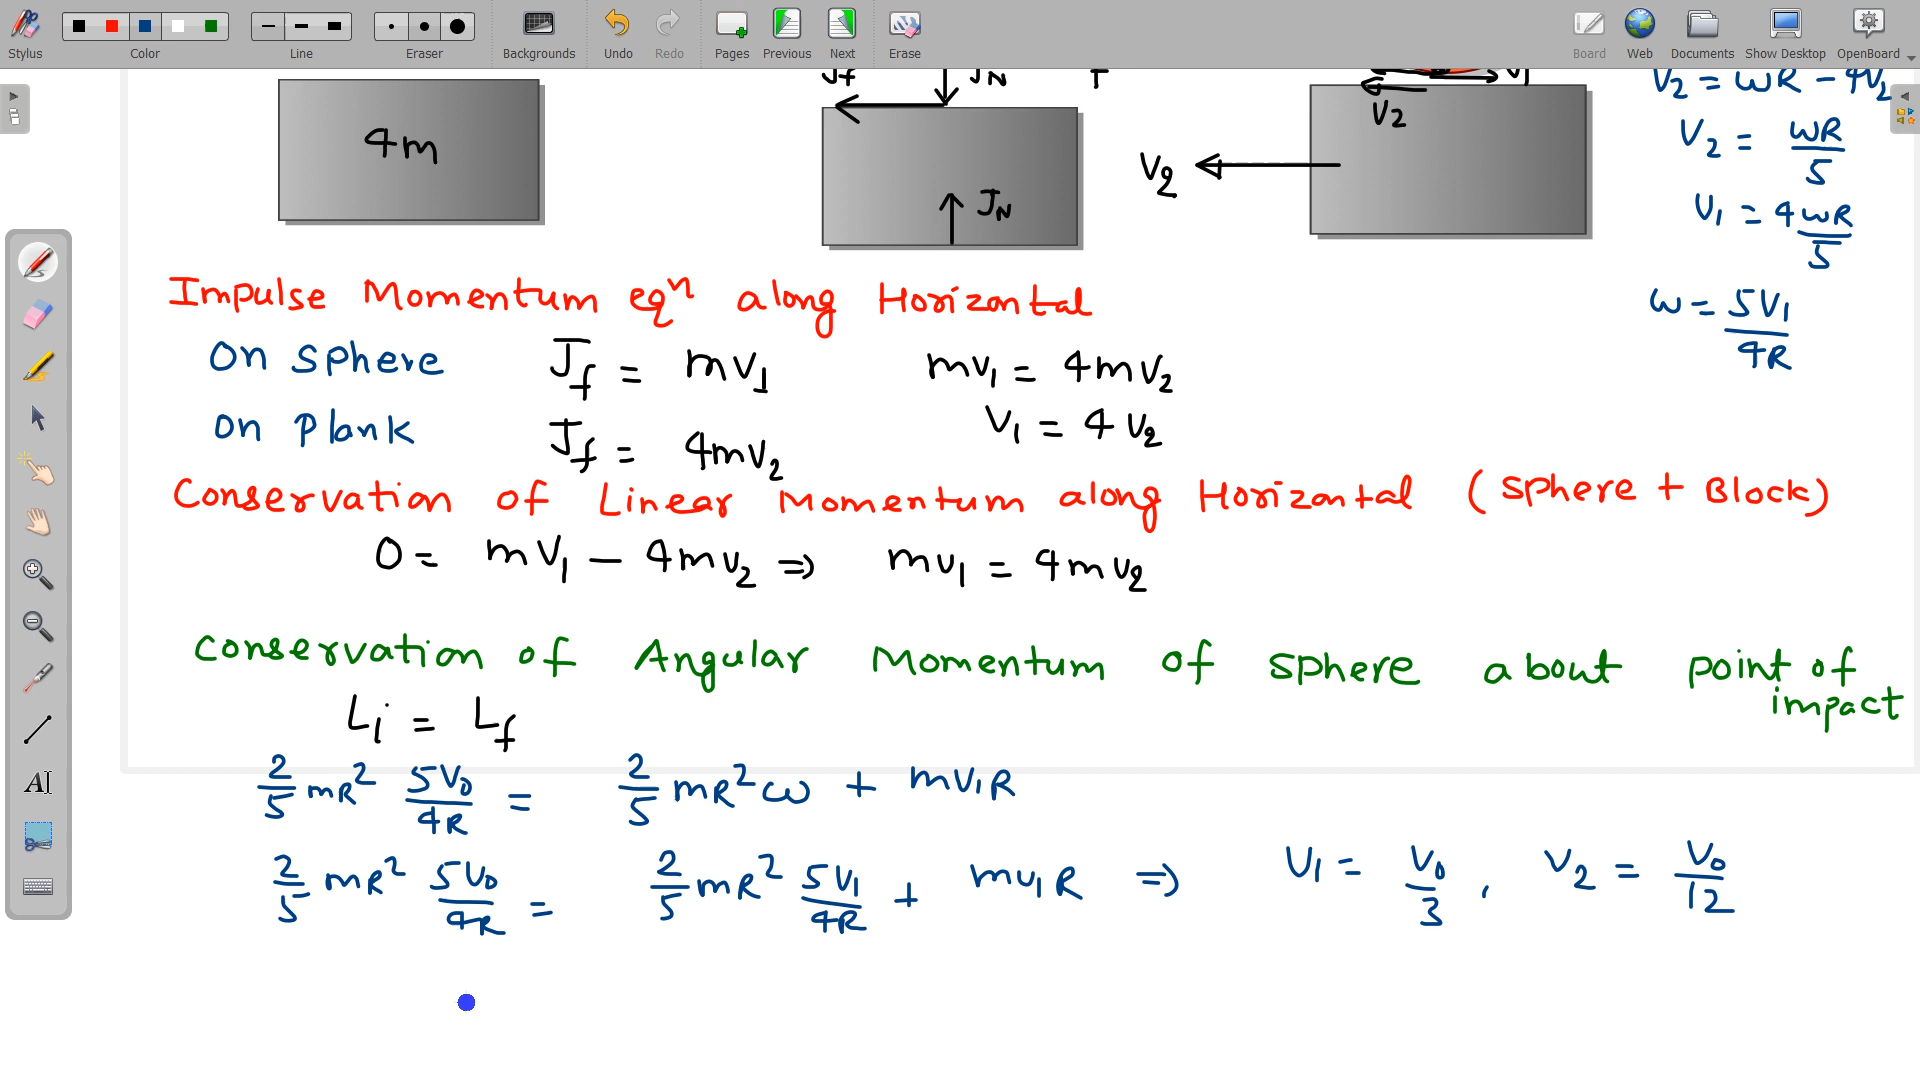 Stylus Color Line Eraser Backgrounds Undo Redo Pages Previous Next Erase Board Web Documents Show Desktop OpenBoard
Jf JN
V2 = ωR - 4V2
4m
V2
V2 = ωR/5
V2
JN
V1 = 4ωR/5
Impulse Momentum eqn along Horizontal
ω = 5V1/4R
On Sphere Jf = mV1 mV1 = 4mV2
On Plank Jf = 4mV2 V1 = 4V2
Conservation of Linear Momentum along Horizontal (Sphere + Block)
0 = mV1 - 4mV2 => mV1 = 4mV2
Conservation of Angular Momentum of sphere about point of
impact
Li = Lf
2/5 mR² 5V0/4R = 2/5 mR²ω + mV1R
2/5 mR² 5V0/4R = 2/5 mR² 5V1/4R + mV1R => V1 = V0/3 , V2 = V0/12